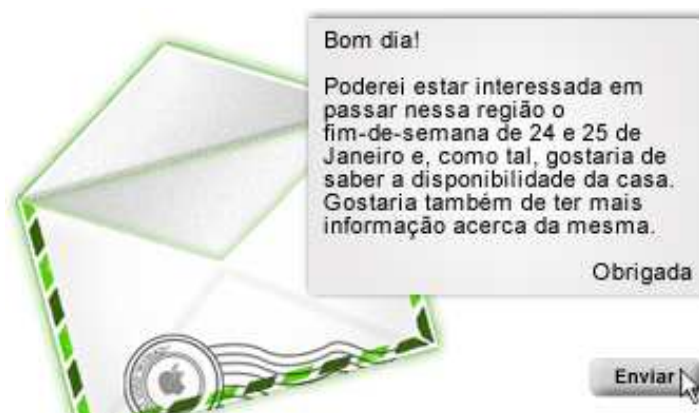 Bom dia!
Poderei estar interessada em
passar nessa região o
fim-de-semana de 24 e 25 de
Janeiro e, como tal, gostaria de
saber a disponibilidade da casa.
Gostaria também de ter mais
informação acerca da mesma.
Obrigada
Enviar